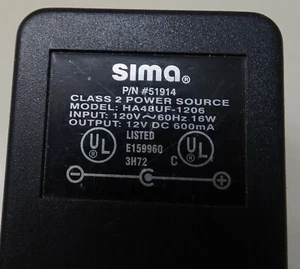 sima®
P/N #51914
CLASS 2 POWER SOURCE
MODEL: HA48UF-1206
INPUT: 120V~60Hz 16W
OUTPUT: 12V DC 600mA
UL LISTED UL
E159960
3H72 C
- +